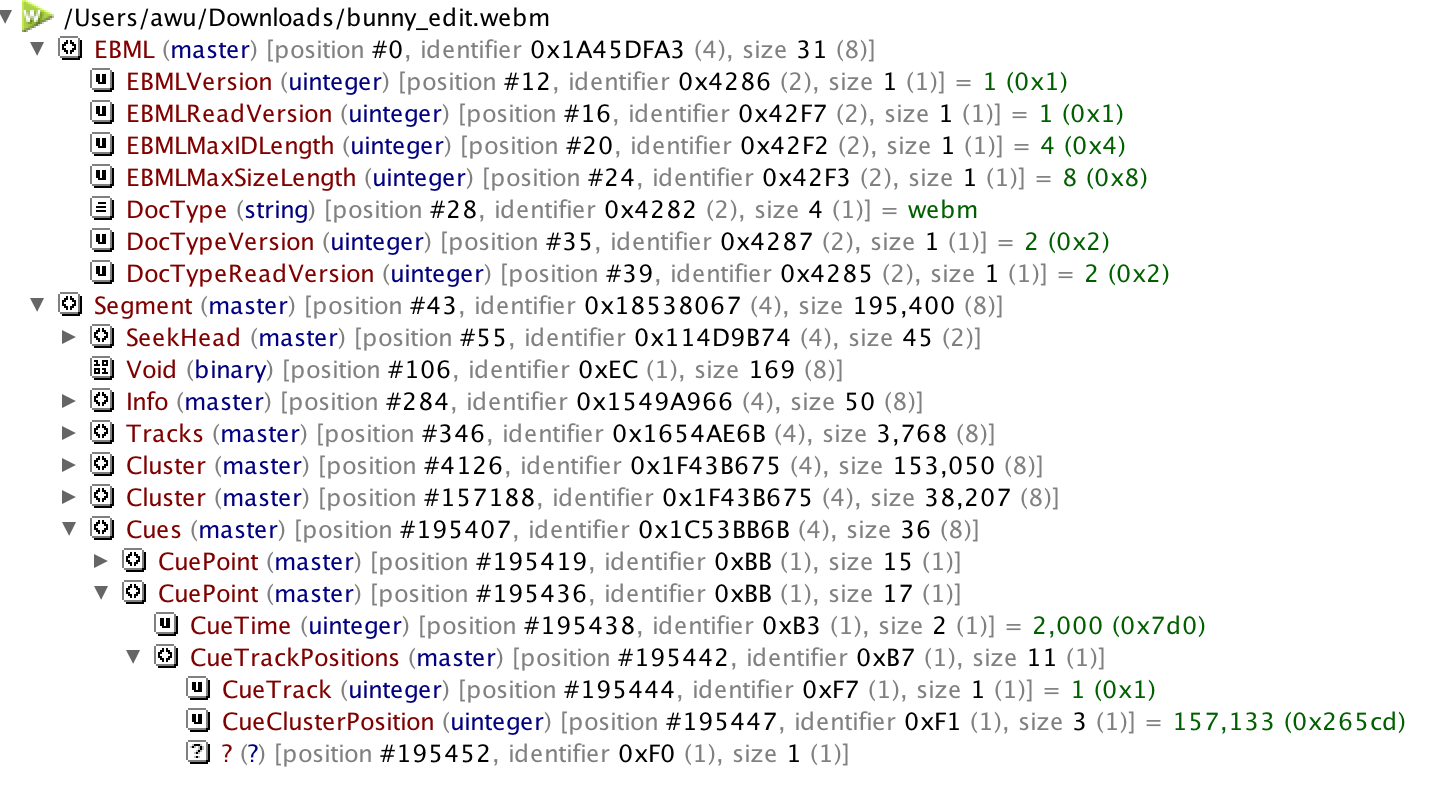 /Users/awu/Downloads/bunny_edit.webm
EBML (master) [position #0, identifier 0x1A45DFA3 (4), size 31 (8)]
EBMLVersion (uinteger) [position #12, identifier 0x4286 (2), size 1 (1)] = 1 (0x1)
EBMLReadVersion (uinteger) [position #16, identifier 0x42F7 (2), size 1 (1)] = 1 (0x1)
EBMLMaxIDLength (uinteger) [position #20, identifier 0x42F2 (2), size 1 (1)] = 4 (0x4)
EBMLMaxSizeLength (uinteger) [position #24, identifier 0x42F3 (2), size 1 (1)] = 8 (0x8)
DocType (string) [position #28, identifier 0x4282 (2), size 4 (1)] = webm
DocTypeVersion (uinteger) [position #35, identifier 0x4287 (2), size 1 (1)] = 2 (0x2)
DocTypeReadVersion (uinteger) [position #39, identifier 0x4285 (2), size 1 (1)] = 2 (0x2)
Segment (master) [position #43, identifier 0x18538067 (4), size 195,400 (8)]
SeekHead (master) [position #55, identifier 0x114D9B74 (4), size 45 (2)]
Void (binary) [position #106, identifier 0xEC (1), size 169 (8)]
Info (master) [position #284, identifier 0x1549A966 (4), size 50 (8)]
Tracks (master) [position #346, identifier 0x1654AE6B (4), size 3,768 (8)]
Cluster (master) [position #4126, identifier 0x1F43B675 (4), size 153,050 (8)]
Cluster (master) [position #157188, identifier 0x1F43B675 (4), size 38,207 (8)]
Cues (master) [position #195407, identifier 0x1C53BB6B (4), size 36 (8)]
CuePoint (master) [position #195419, identifier 0xBB (1), size 15 (1)]
CuePoint (master) [position #195436, identifier 0xBB (1), size 17 (1)]
CueTime (uinteger) [position #195438, identifier 0xB3 (1), size 2 (1)] = 2,000 (0x7d0)
CueTrackPositions (master) [position #195442, identifier 0xB7 (1), size 11 (1)]
CueTrack (uinteger) [position #195444, identifier 0xF7 (1), size 1 (1)] = 1 (0x1)
CueClusterPosition (uinteger) [position #195447, identifier 0xF1 (1), size 3 (1)] = 157,133 (0x265cd)
? (?) [position #195452, identifier 0xF0 (1), size 1 (1)]